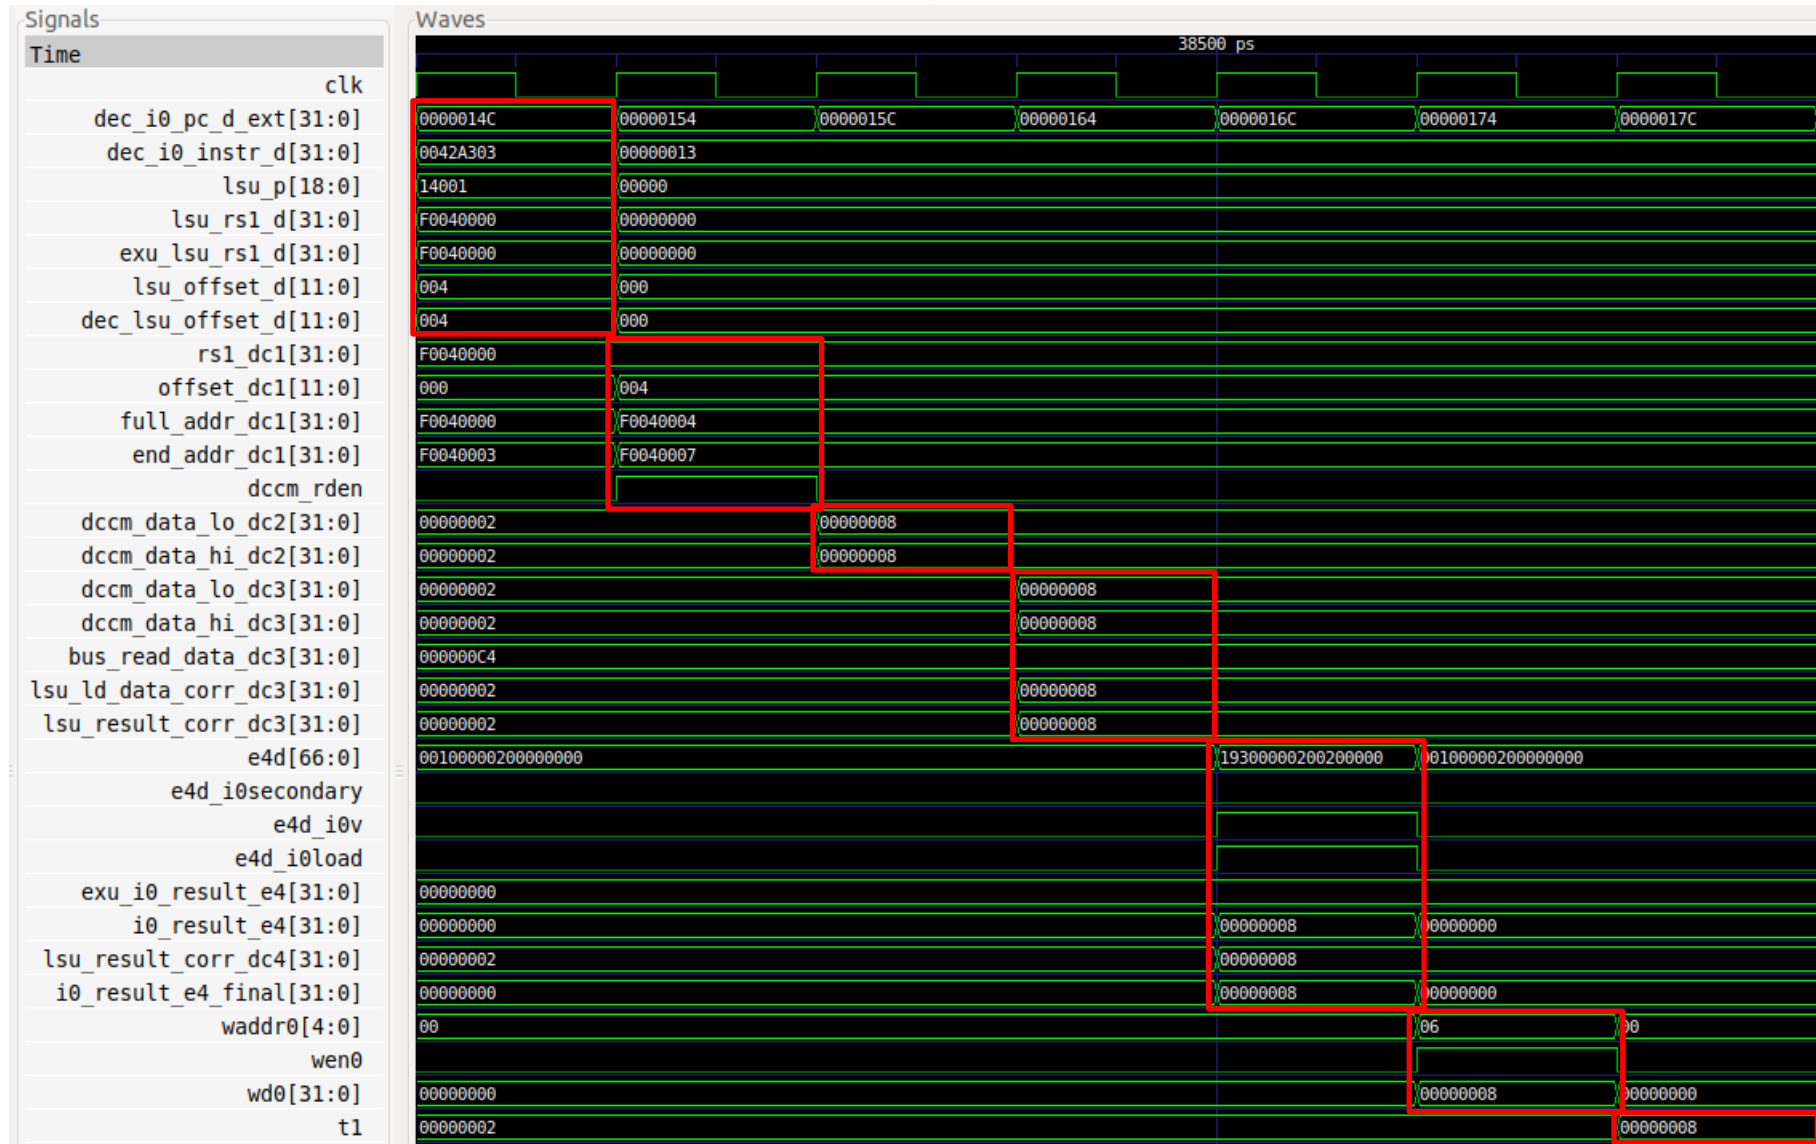 Signals Waves
Time 38500 ps
clk
dec_i0_pc_d_ext[31:0] 0000014C 00000154 0000015C 00000164 0000016C 00000174 0000017C
dec_i0_instr_d[31:0] 0042A303 00000013
lsu_p[18:0] 14001 00000
lsu_rs1_d[31:0] F0040000 00000000
exu_lsu_rs1_d[31:0] F0040000 00000000
lsu_offset_d[11:0] 004 000
dec_lsu_offset_d[11:0] 004 000
rs1_dc1[31:0] F0040000
offset_dc1[11:0] 000 004
full_addr_dc1[31:0] F0040000 F0040004
end_addr_dc1[31:0] F0040003 F0040007
dccm_rden
dccm_data_lo_dc2[31:0] 00000002 00000008
dccm_data_hi_dc2[31:0] 00000002 00000008
dccm_data_lo_dc3[31:0] 00000002 00000008
dccm_data_hi_dc3[31:0] 00000002 00000008
bus_read_data_dc3[31:0] 000000C4
lsu_ld_data_corr_dc3[31:0] 00000002 00000008
lsu_result_corr_dc3[31:0] 00000002 00000008
e4d[66:0] 00100000200000000 19300000200200000 00100000200000000
e4d_i0secondary
e4d_i0v
e4d_i0load
exu_i0_result_e4[31:0] 00000000
i0_result_e4[31:0] 00000000 00000008 00000000
lsu_result_corr_dc4[31:0] 00000002 00000008
i0_result_e4_final[31:0] 00000000 00000008 00000000
waddr0[4:0] 00 06 00
wen0
wd0[31:0] 00000000 00000008 00000000
t1 00000002 00000008